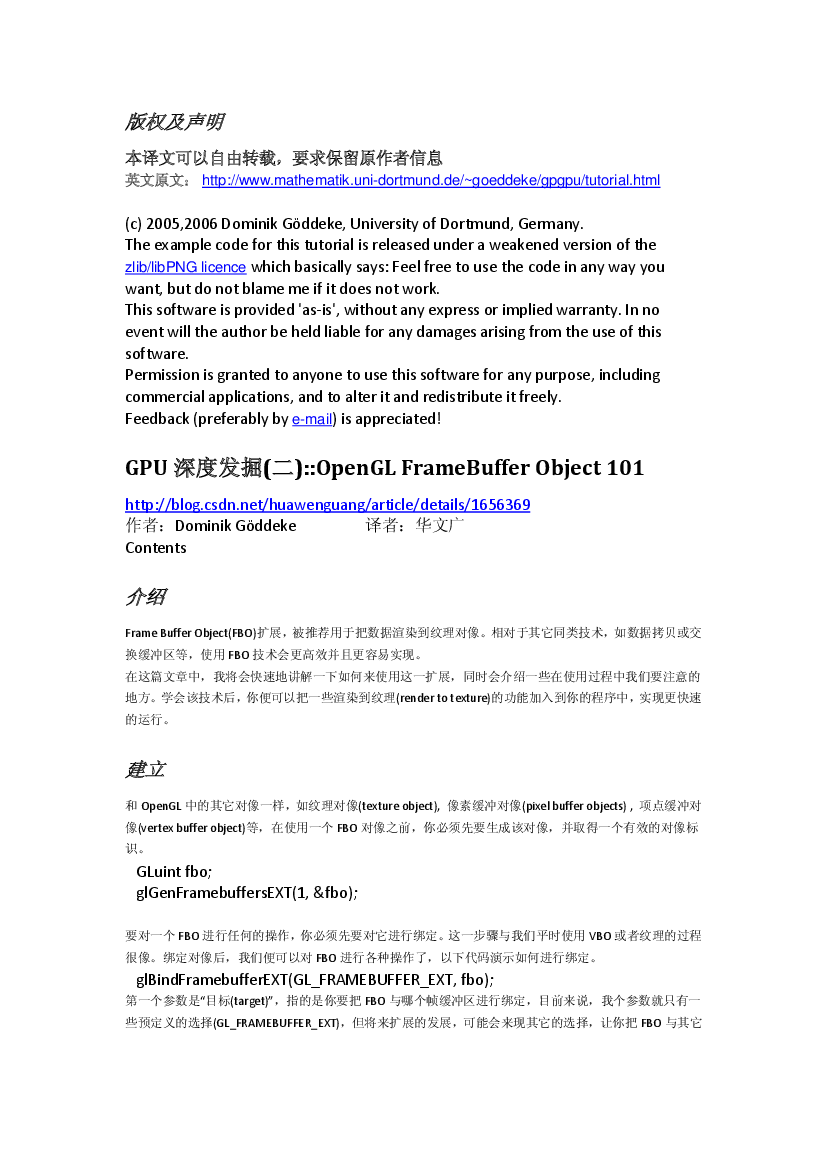 版权及声明
本译文可以自由转载，要求保留原作者信息
英文原文： http://www.mathematik.uni-dortmund.de/~goeddeke/gpgpu/tutorial.html
(c) 2005,2006 Dominik Göddeke, University of Dortmund, Germany.
The example code for this tutorial is released under a weakened version of the
zlib/libPNG licence which basically says: Feel free to use the code in any way you
want, but do not blame me if it does not work.
This software is provided 'as-is', without any express or implied warranty. In no
event will the author be held liable for any damages arising from the use of this
software.
Permission is granted to anyone to use this software for any purpose, including
commercial applications, and to alter it and redistribute it freely.
Feedback (preferably by e-mail) is appreciated!
GPU 深度发掘(二)::OpenGL FrameBuffer Object 101
http://blog.csdn.net/huawenguang/article/details/1656369
作者：Dominik Göddeke 译者：华文广
Contents
介绍
Frame Buffer Object(FBO)扩展，被推荐用于把数据渲染到纹理对像。相对于其它同类技术，如数据拷贝或交
换缓冲区等，使用 FBO 技术会更高效并且更容易实现。
在这篇文章中，我将会快速地讲解一下如何来使用这一扩展，同时会介绍一些在使用过程中我们要注意的
地方。学会该技术后，你便可以把一些渲染到纹理(render to texture)的功能加入到你的程序中，实现更快速
的运行。
建立
和 OpenGL 中的其它对像一样，如纹理对像(texture object), 像素缓冲对像(pixel buffer objects) , 项点缓冲对
像(vertex buffer object)等，在使用一个 FBO 对像之前，你必须先要生成该对像，并取得一个有效的对像标
识。
GLuint fbo;
glGenFramebuffersEXT(1, &fbo);
要对一个 FBO 进行任何的操作，你必须先要对它进行绑定。这一步骤与我们平时使用 VBO 或者纹理的过程
很像。绑定对像后，我们便可以对 FBO 进行各种操作了，以下代码演示如何进行绑定。
glBindFramebufferEXT(GL_FRAMEBUFFER_EXT, fbo);
第一个参数是“目标(target)”，指的是你要把 FBO 与哪个帧缓冲区进行绑定，目前来说，我个参数就只有一
些预定义的选择(GL_FRAMEBUFFER_EXT)，但将来扩展的发展，可能会来现其它的选择，让你把 FBO 与其它